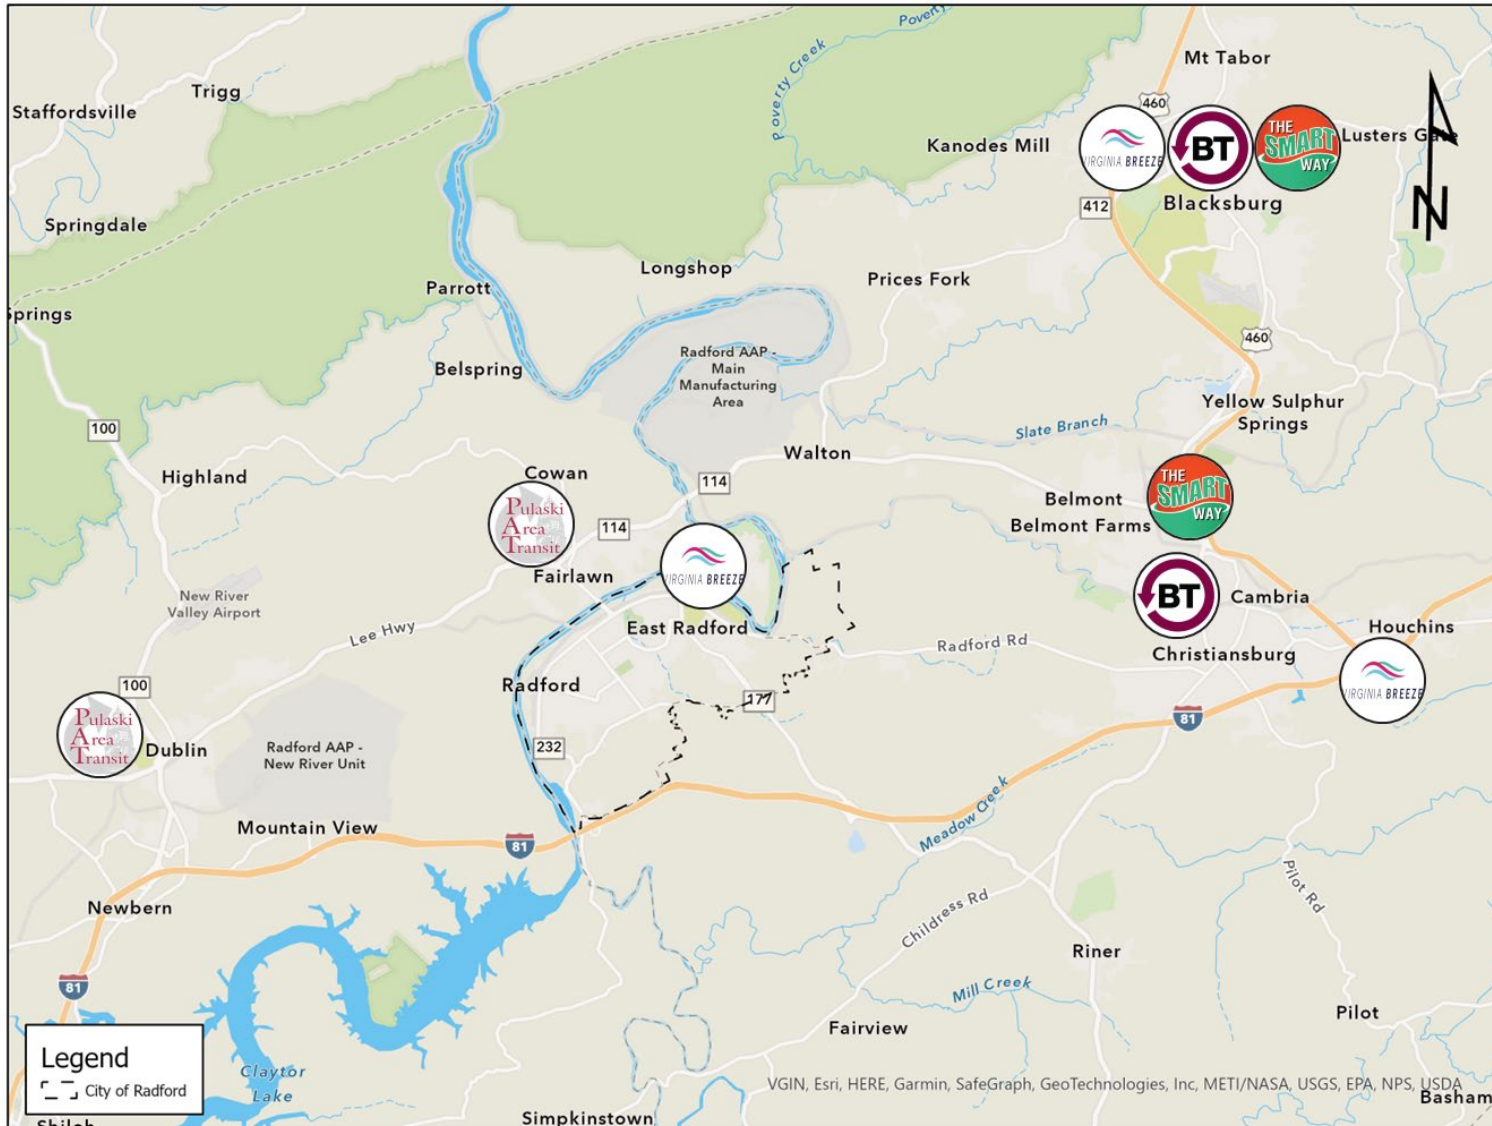 Poverty
Mt Tabor
Trigg
Poverty Creek
460
Staffordsville
Kanodes Mill
VIRGINIA BREEZE
BT
THE
SMART
WAY
Lusters Gate
Blacksburg
412
N
Springdale
Longshop
Prices Fork
Parrott
Springs
460
Radford AAP -
Main
Manufacturing
Area
Belspring
Yellow Sulphur
Springs
100
Slate Branch
Walton
Highland
Cowan
114
THE
SMART
WAY
Belmont
Belmont Farms
Pulaski
Area
Transit
114
VIRGINIA BREEZE
Fairlawn
New River
Valley Airport
BT
Cambria
Lee Hwy
East Radford
Houchins
Radford Rd
Christiansburg
VIRGINIA BREEZE
100
Radford
177
81
Pulaski
Area
Transit
Dublin
Radford AAP -
New River Unit
232
Mountain View
81
Meadow Creek
Newbern
Childress Rd
Pilot Rd
Riner
81
Mill Creek
Pilot
Fairview
Legend
City of Radford
Claytor
Lake
VGIN, Esri, HERE, Garmin, SafeGraph, GeoTechnologies, Inc, METI/NASA, USGS, EPA, NPS, USDA
Basham
Simpkinstown
Shiloh